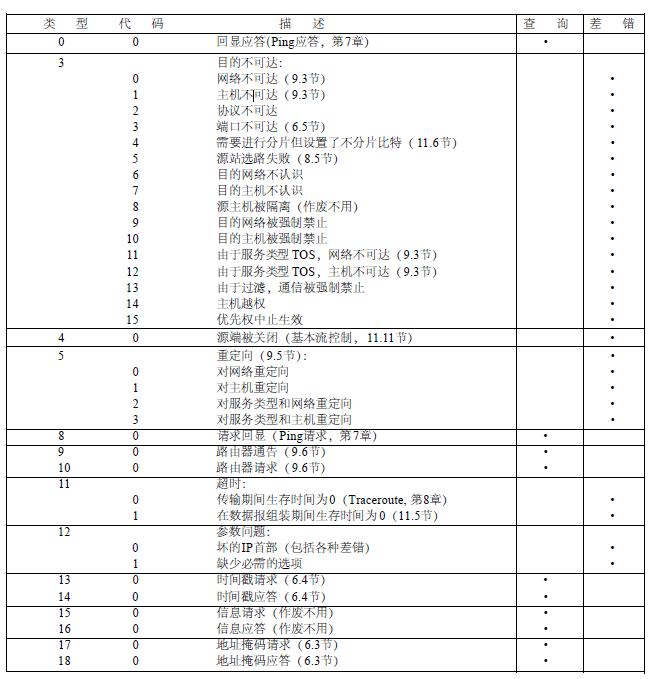 类 型 代 码 描 述 查 询 差 错
0 0 回显应答(Ping应答，第7章) •
3 目的不可达：
0 网络不可达（9.3节） •
1 主机不可达（9.3节） •
2 协议不可达 •
3 端口不可达（6.5节） •
4 需要进行分片但设置了不分片比特（11.6节） •
5 源站选路失败（8.5节） •
6 目的网络不认识 •
7 目的主机不认识 •
8 源主机被隔离（作废不用） •
9 目的网络被强制禁止 •
10 目的主机被强制禁止 •
11 由于服务类型 TOS，网络不可达（9.3节） •
12 由于服务类型 TOS，主机不可达（9.3节） •
13 由于过滤，通信被强制禁止 •
14 主机越权 •
15 优先权中止生效 •
4 0 源端被关闭（基本流控制，11.11节） •
5 重定向（9.5节）： •
0 对网络重定向 •
1 对主机重定向 •
2 对服务类型和网络重定向 •
3 对服务类型和主机重定向 •
8 0 请求回显（Ping请求，第7章） •
9 0 路由器通告（9.6节） •
10 0 路由器请求（9.6节） •
11 超时：
0 传输期间生存时间为0（Traceroute, 第8章） •
1 在数据报组装期间生存时间为0（11.5节） •
12 参数问题：
0 坏的IP首部（包括各种差错） •
1 缺少必需的选项 •
13 0 时间戳请求（6.4节） •
14 0 时间戳应答（6.4节） •
15 0 信息请求（作废不用） •
16 0 信息应答（作废不用） •
17 0 地址掩码请求（6.3节） •
18 0 地址掩码应答（6.3节） •